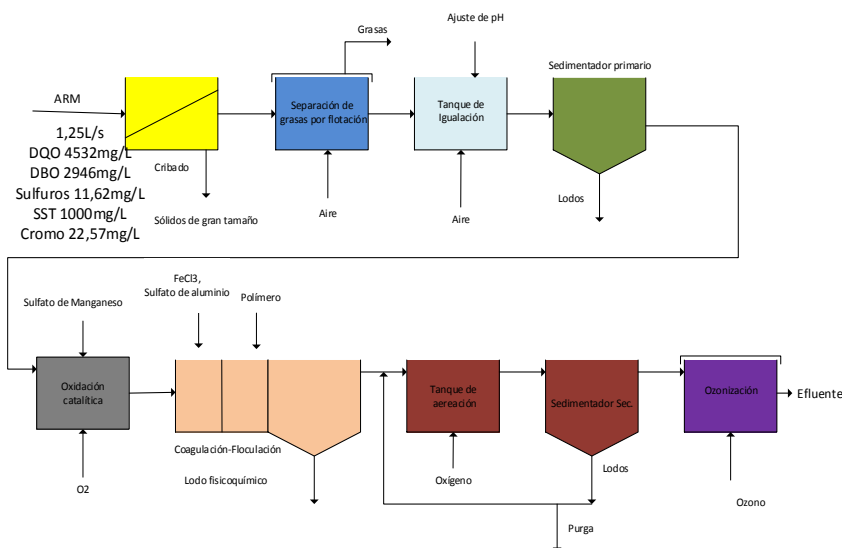 Grasas
Ajuste de pH
Sedimentador primario
ARM
1,25L/s
DQO 4532mg/L
DBO 2946mg/L
Sulfuros 11,62mg/L
SST 1000mg/L
Cromo 22,57mg/L
Cribado
Sólidos de gran tamaño
Separación de
grasas por flotación
Aire
Tanque de
Igualación
Aire
Lodos
Sulfato de Manganeso
FeCl3,
Sulfato de aluminio
Polímero
Oxidación
catalítica
O2
Coagulación-Floculación
Lodo fisicoquímico
Tanque de
aereación
Oxígeno
Sedimentador Sec.
Lodos
Purga
Ozonización
Efluente
Ozono